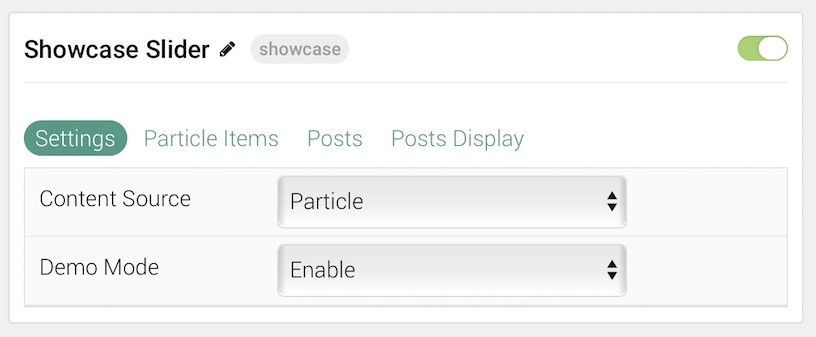 Showcase Slider showcase
Settings Particle Items Posts Posts Display
Content Source Particle
Demo Mode Enable